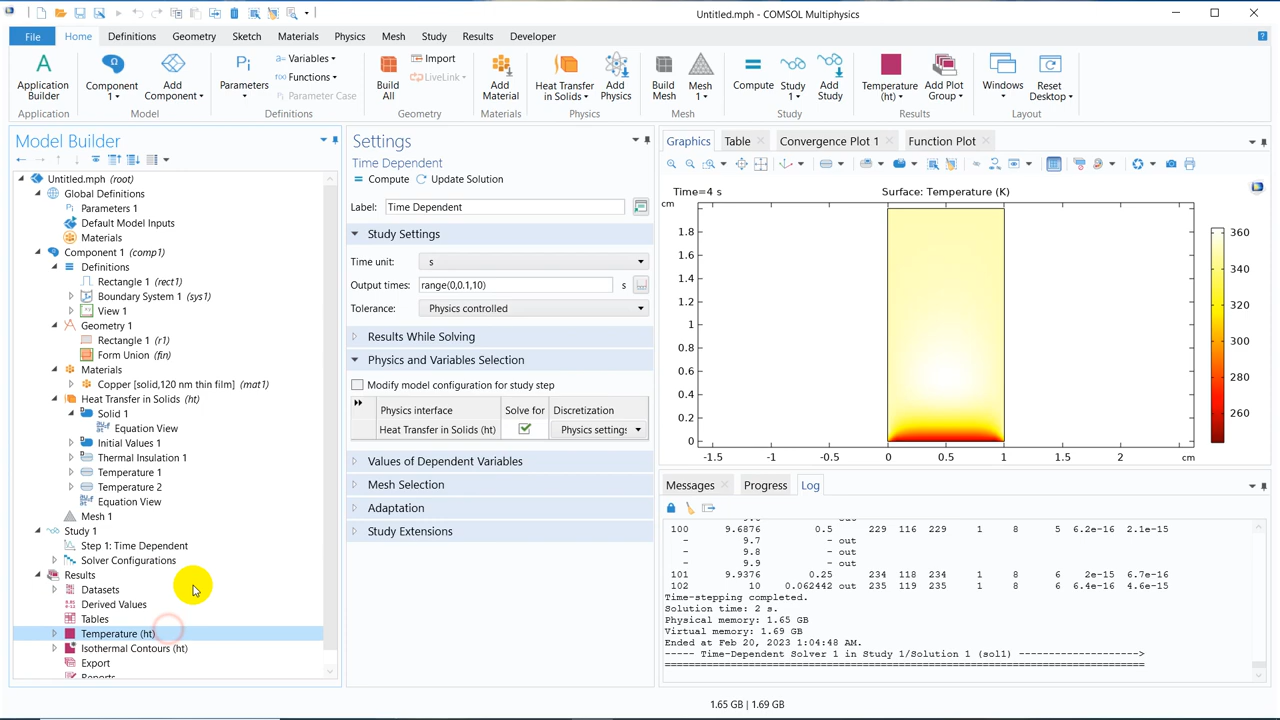 Untitled.mph - COMSOL Multiphysics
File Home Definitions Geometry Sketch Materials Physics Mesh Study Results Developer
Application Builder
Component 1
Add Component
Parameters
Variables
Functions
Parameter Case
Build All
Import
LiveLink
Add Material
Heat Transfer in Solids
Add Physics
Build Mesh
Mesh 1
Compute
Study 1
Add Study
Temperature (ht)
Add Plot Group
Windows
Reset Desktop
Application Model Definitions Geometry Materials Physics Mesh Study Results Layout
Model Builder
Untitled.mph (root)
Global Definitions
Parameters 1
Default Model Inputs
Materials
Component 1 (comp1)
Definitions
Rectangle 1 (rect1)
Boundary System 1 (sys1)
View 1
Geometry 1
Rectangle 1 (r1)
Form Union (fin)
Materials
Copper [solid,120 nm thin film] (mat1)
Heat Transfer in Solids (ht)
Solid 1
Equation View
Initial Values 1
Thermal Insulation 1
Temperature 1
Temperature 2
Equation View
Mesh 1
Study 1
Step 1: Time Dependent
Solver Configurations
Results
Datasets
Derived Values
Tables
Temperature (ht)
Isothermal Contours (ht)
Export
Reports
Settings
Time Dependent
Compute Update Solution
Label: Time Dependent
Study Settings
Time unit: s
Output times: range(0,0.1,10) s
Tolerance: Physics controlled
Results While Solving
Physics and Variables Selection
Modify model configuration for study step
Physics interface Solve for Discretization
Heat Transfer in Solids (ht) Physics settings
Values of Dependent Variables
Mesh Selection
Adaptation
Study Extensions
Graphics Table Convergence Plot 1 Function Plot
Time=4 s Surface: Temperature (K)
cm
1.8
1.6
1.4
1.2
1
0.8
0.6
0.4
0.2
0
-1.5 -1 -0.5 0 0.5 1 1.5 2 cm
360
340
320
300
280
260
Messages Progress Log
100 9.6876 0.5 229 116 229 1 8 5 6.2e-16 2.1e-15
- 9.7 - out
- 9.8 - out
- 9.9 - out
101 9.9376 0.25 234 118 234 1 8 6 2e-15 6.7e-16
102 10 0.062442 out 235 119 235 1 8 6 6.4e-16 4.6e-15
Time-stepping completed.
Solution time: 2 s.
Physical memory: 1.65 GB
Virtual memory: 1.69 GB
Ended at Feb 20, 2023 1:04:48 AM.
----- Time-Dependent Solver 1 in Study 1/Solution 1 (sol1) -------------------->
1.65 GB | 1.69 GB